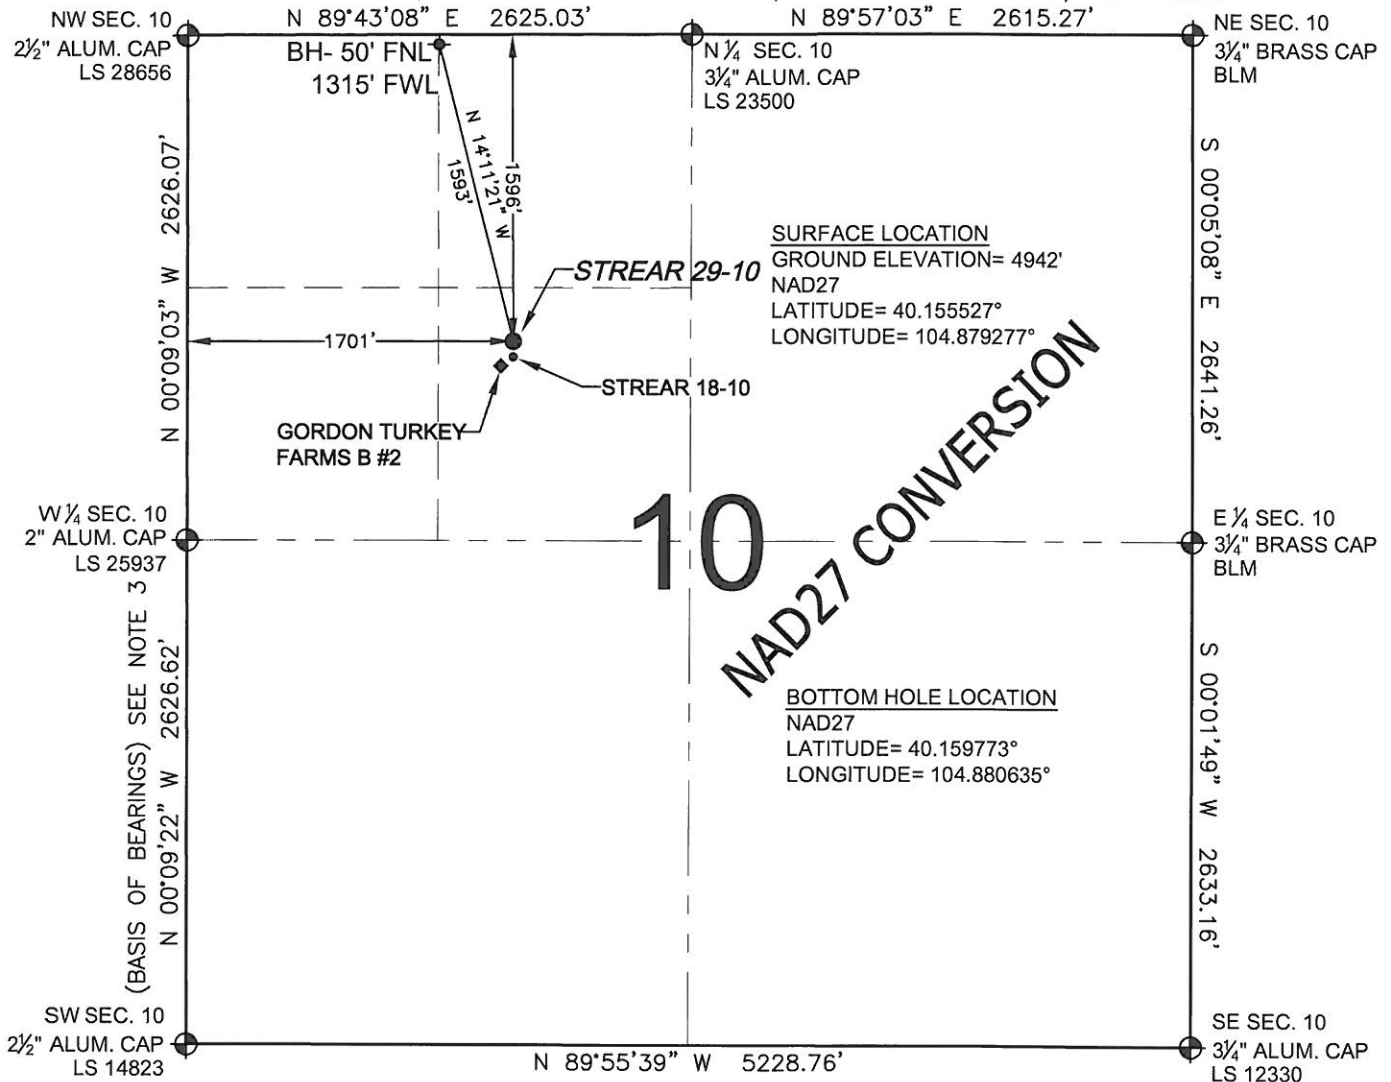 N 89°43'08" E 2625.03'
N 89°57'03" E 2615.27'
NW SEC. 10
2½" ALUM. CAP
LS 28656
BH- 50' FNL
1315' FWL
N ¼ SEC. 10
3¼" ALUM. CAP
LS 23500
NE SEC. 10
3¼" BRASS CAP
BLM
N 00°09'03" W 2626.07'
N 14°11'21" W
1593'
1596'
S 00°05'08" E 2641.26'
SURFACE LOCATION
GROUND ELEVATION= 4942'
NAD27
LATITUDE= 40.155527°
LONGITUDE= 104.879277°
STREAR 29-10
1701'
STREAR 18-10
GORDON TURKEY
FARMS B #2
NAD27 CONVERSION
10
W ¼ SEC. 10
2" ALUM. CAP
LS 25937
E ¼ SEC. 10
3¼" BRASS CAP
BLM
(BASIS OF BEARINGS) SEE NOTE 3
N 00°09'22" W 2626.62'
S 00°01'49" W 2633.16'
BOTTOM HOLE LOCATION
NAD27
LATITUDE= 40.159773°
LONGITUDE= 104.880635°
SW SEC. 10
2½" ALUM. CAP
LS 14823
N 89°55'39" W 5228.76'
SE SEC. 10
3¼" ALUM. CAP
LS 12330